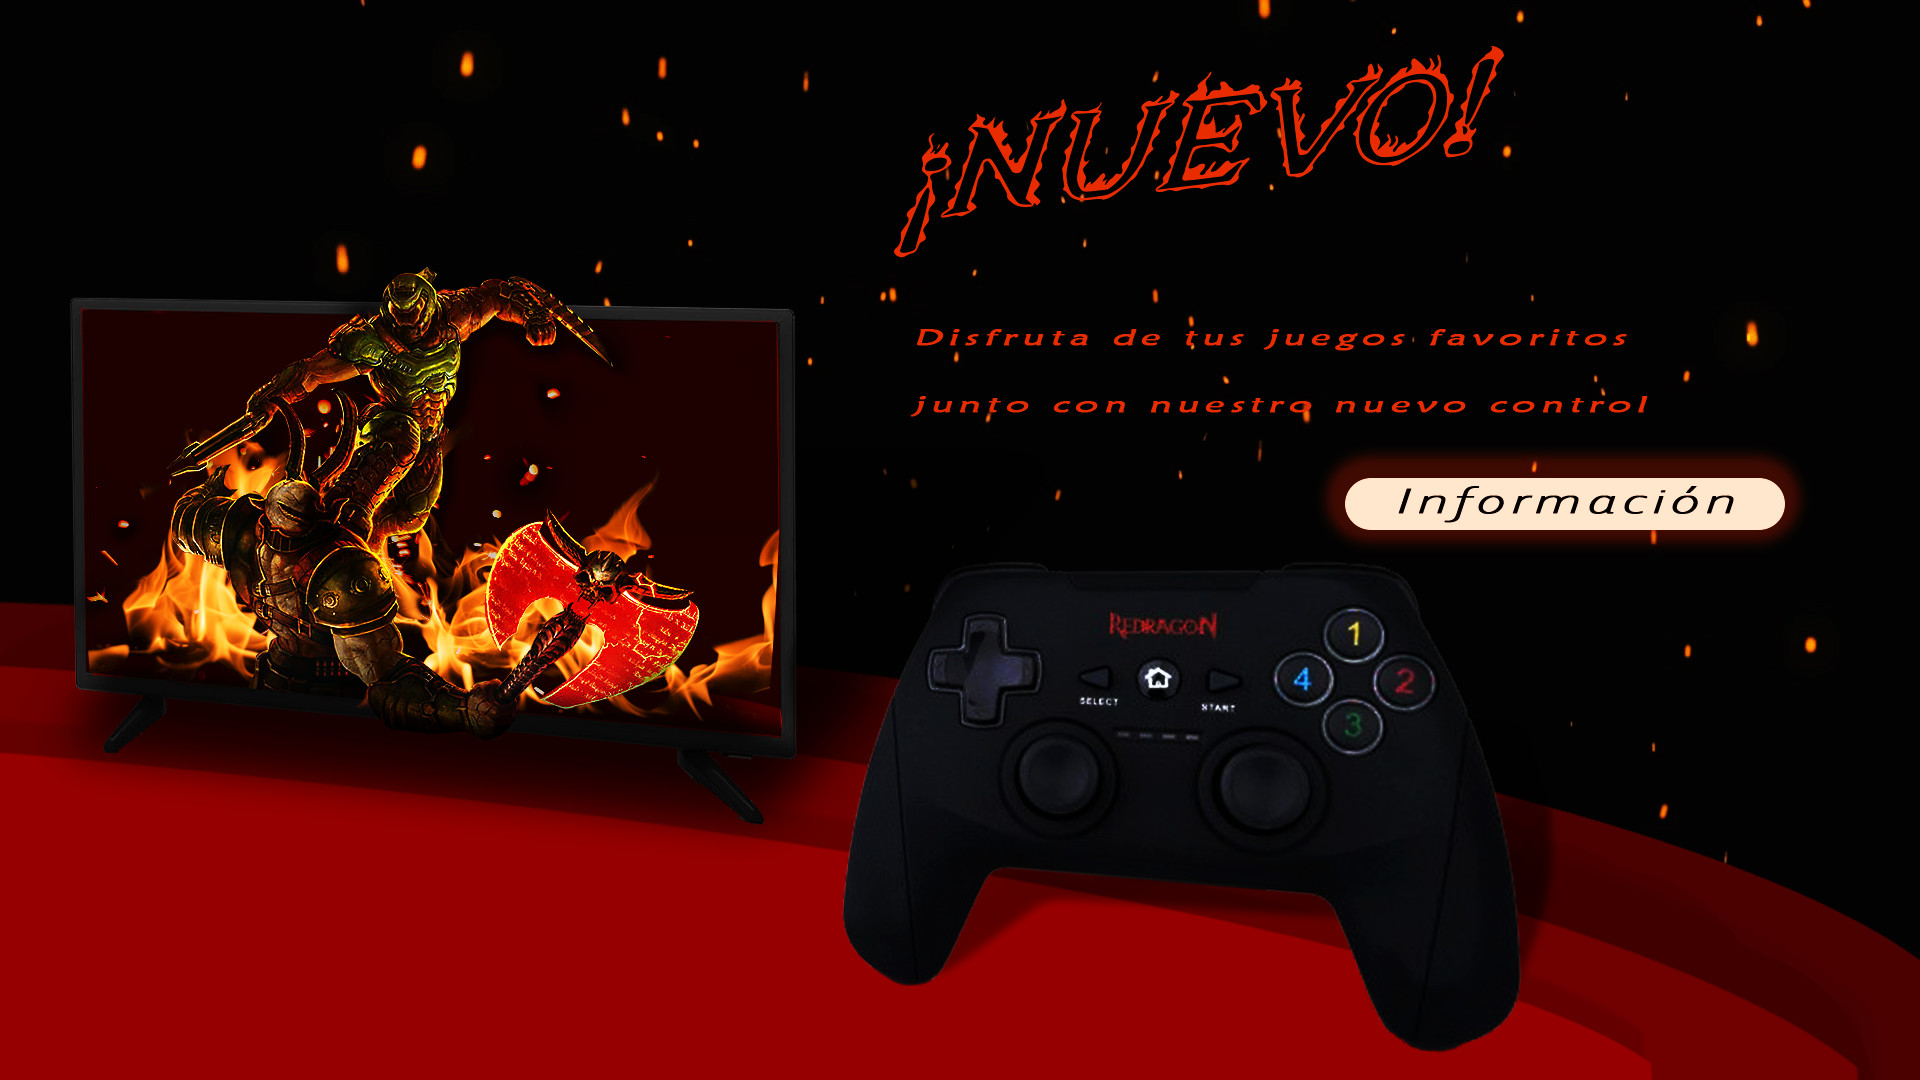 ¡NUEVO!
Disfruta de tus juegos favoritos
junto con nuestro nuevo control
Información
REDRAGON
1
4
2
3
SELECT
START